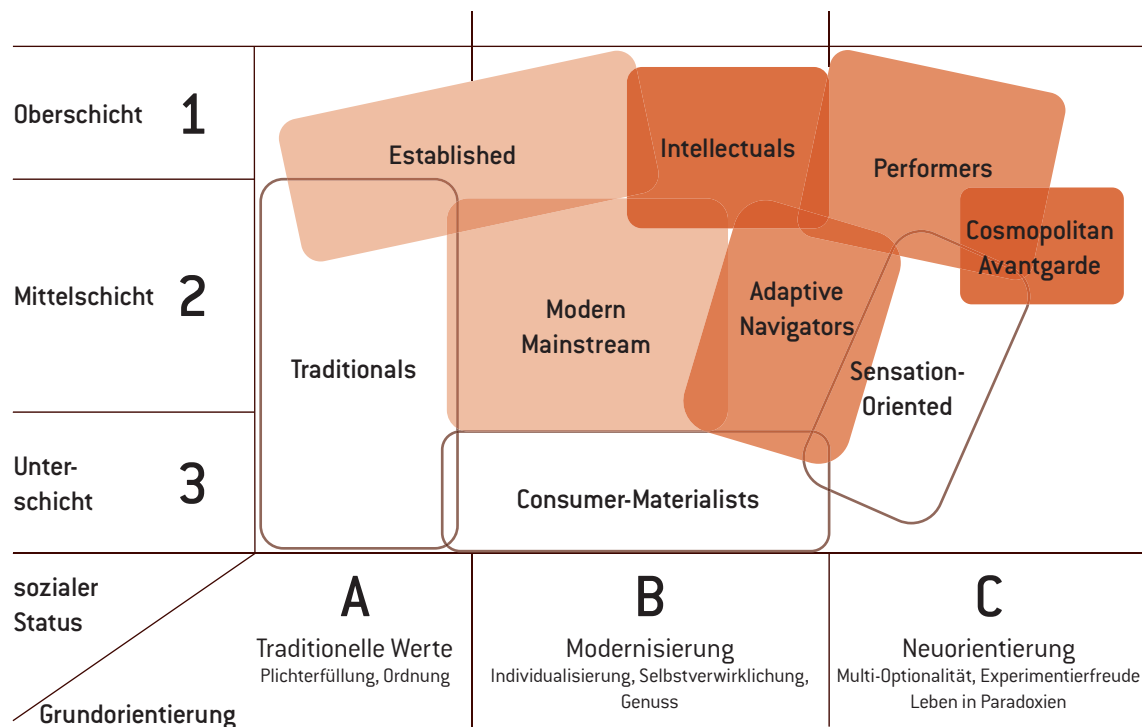 Oberschicht 1
Established
Intellectuals
Performers
Cosmopolitan
Avantgarde
Mittelschicht 2
Traditionals
Modern
Mainstream
Adaptive
Navigators
Sensation-
Oriented
Unter-
schicht 3
Consumer-Materialists
sozialer
Status
Grundorientierung
A
Traditionelle Werte
Plichterfüllung, Ordnung
B
Modernisierung
Individualisierung, Selbstverwirklichung,
Genuss
C
Neuorientierung
Multi-Optionalität, Experimentierfreude
Leben in Paradoxien